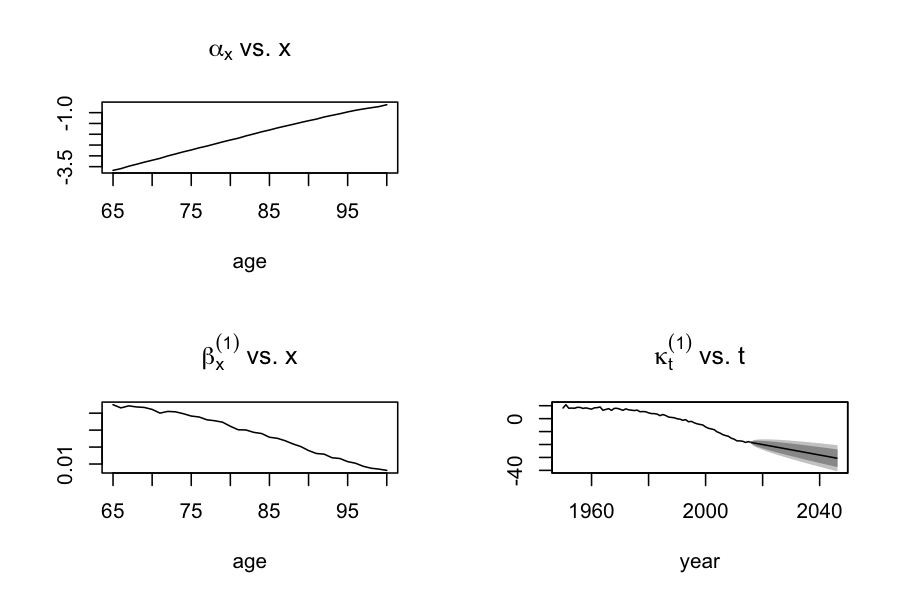 αx vs. x
-1.0
-3.5
65 75 85 95
age
βx(1) vs. x
0.01
65 75 85 95
age
κt(1) vs. t
0
-40
1960 2000 2040
year